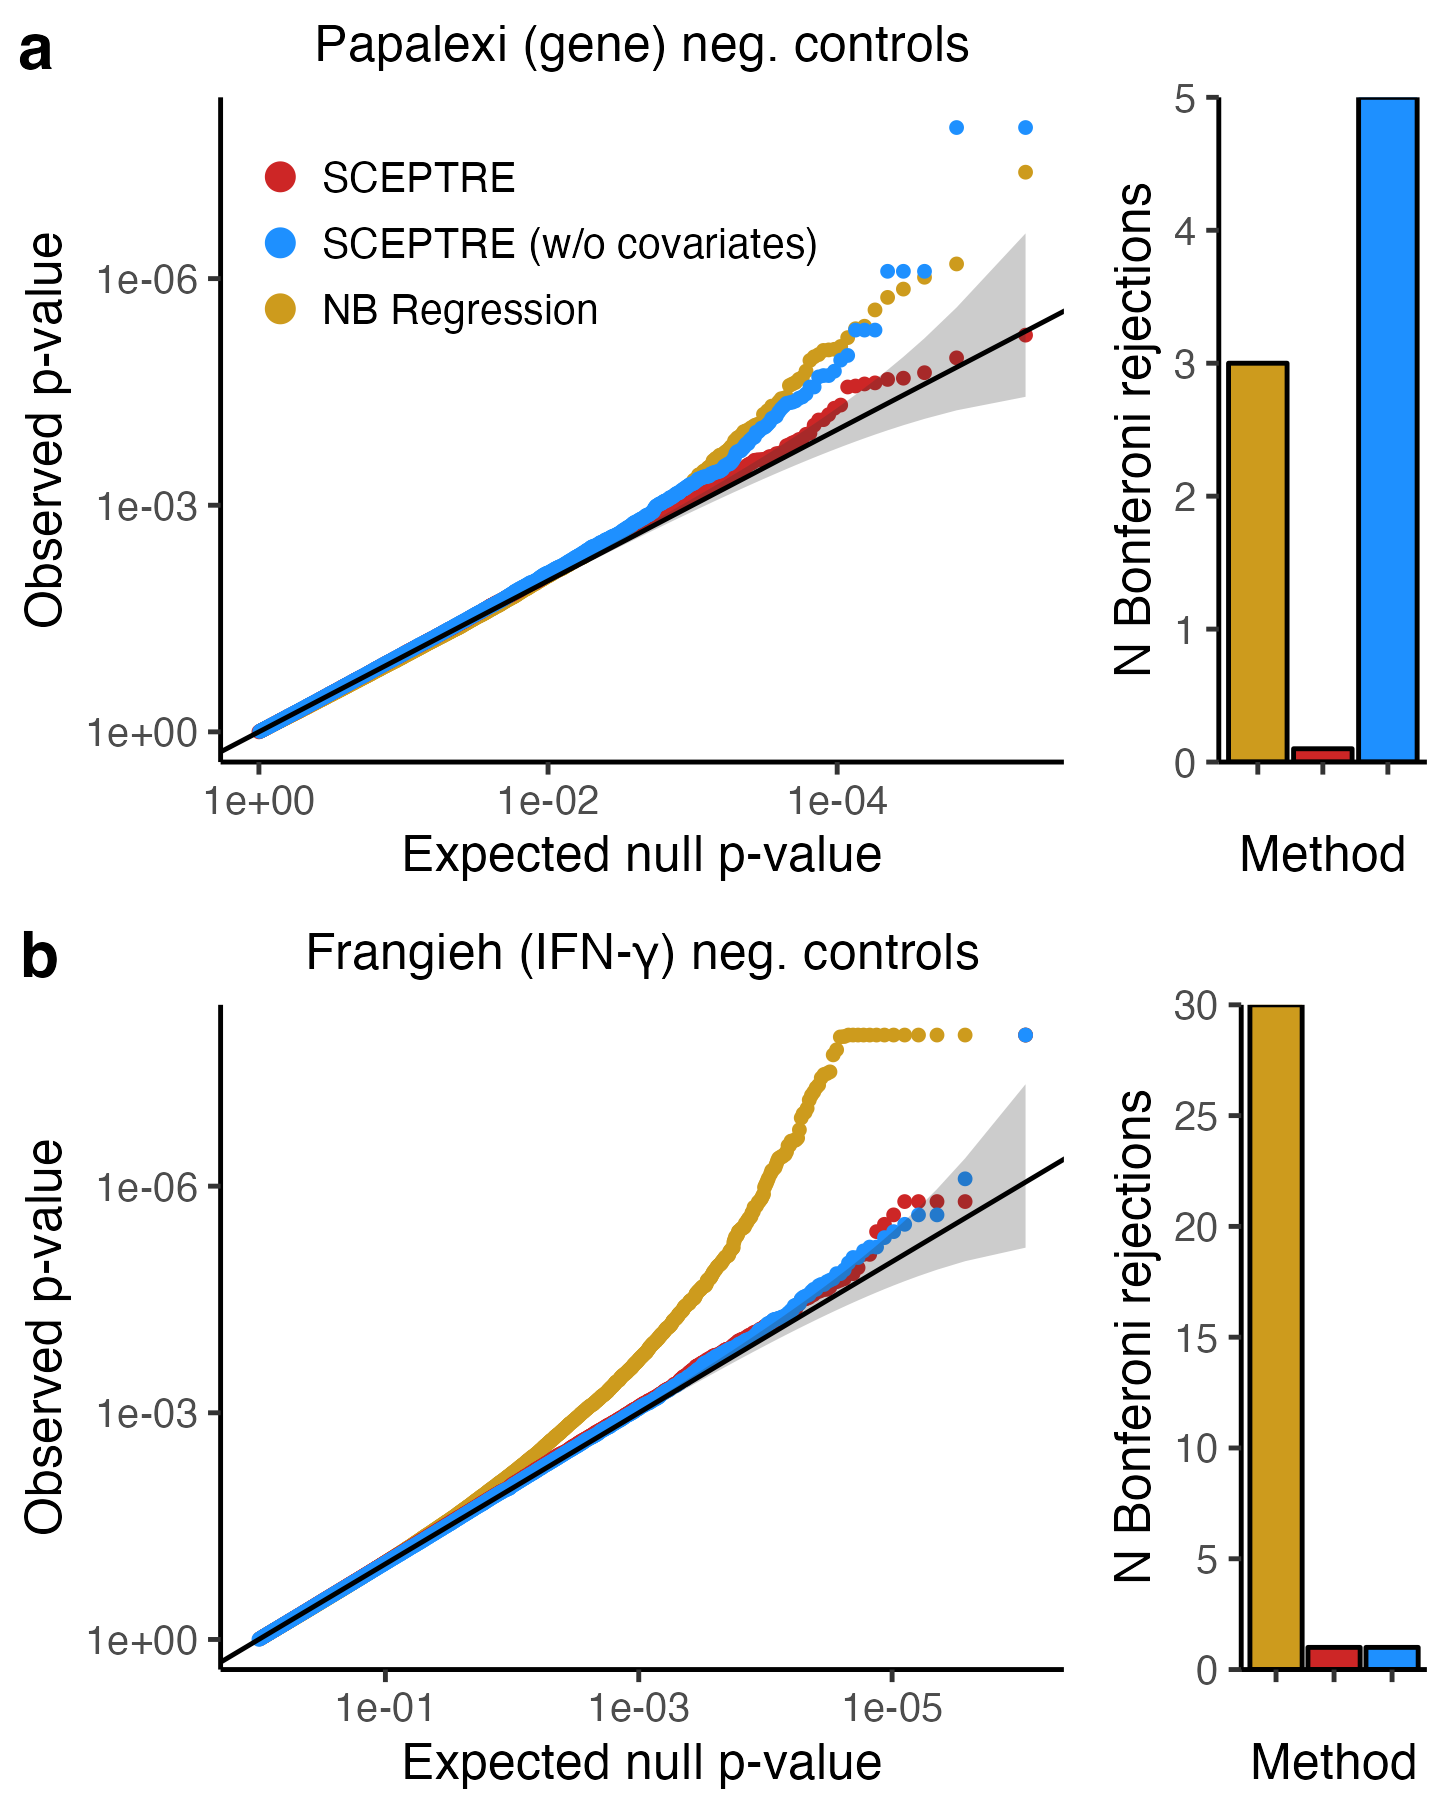 a
Papalexi (gene) neg. controls
SCEPTRE
SCEPTRE (w/o covariates)
NB Regression
Observed p-value
1e-06
1e-03
1e+00
1e+00 1e-02 1e-04
Expected null p-value
N Bonferoni rejections
5
4
3
2
1
0
Method
b
Frangieh (IFN-γ) neg. controls
Observed p-value
1e-06
1e-03
1e+00
1e-01 1e-03 1e-05
Expected null p-value
N Bonferoni rejections
30
25
20
15
10
5
0
Method